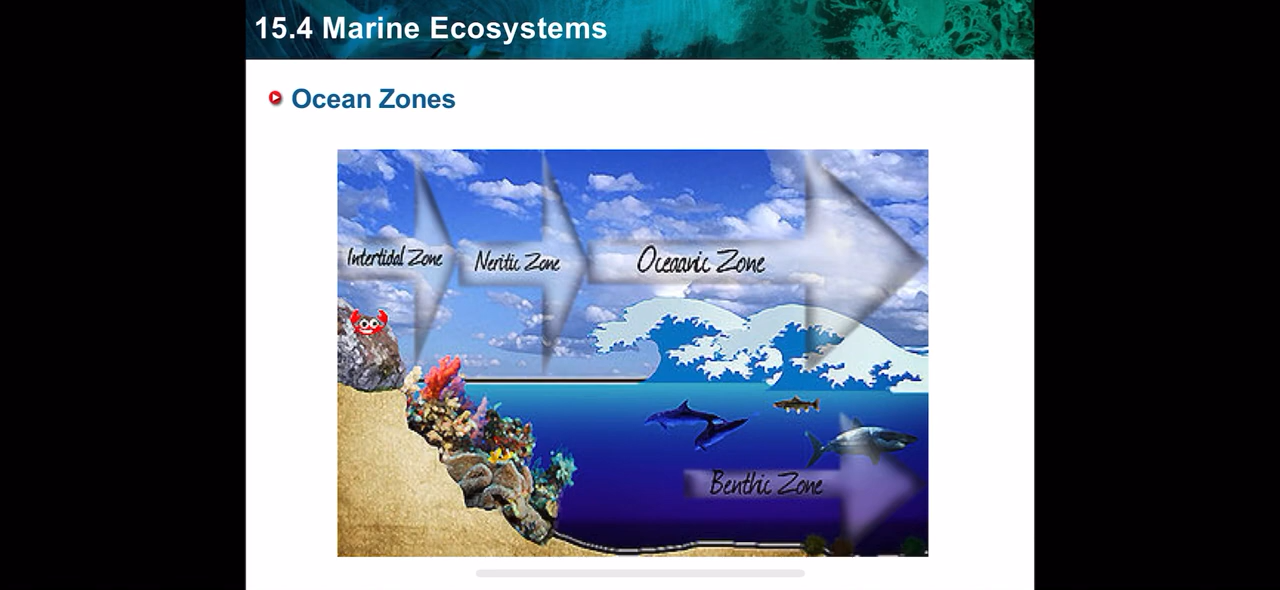 15.4 Marine Ecosystems
Ocean Zones
Intertidal Zone
Neritic Zone
Oceanic Zone
Benthic Zone